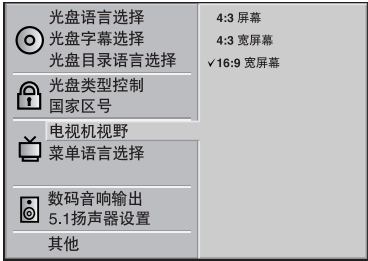 光盘语言选择
光盘字幕选择
光盘目录语言选择
光盘类型控制
国家区号
电视机视野
菜单语言选择
数码音响输出
5.1扬声器设置
其他
4:3 屏幕
4:3 宽屏幕
✓16:9 宽屏幕